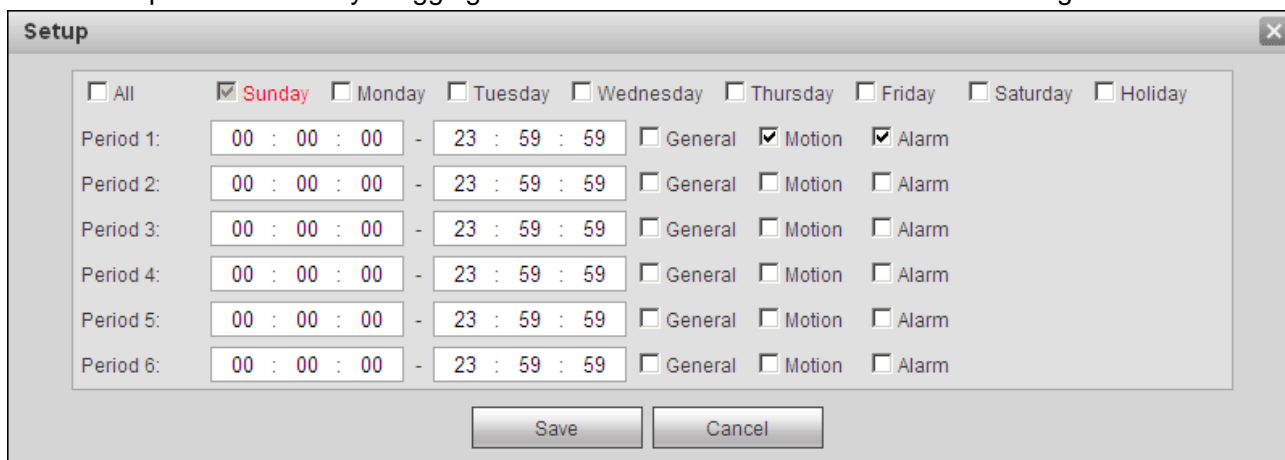 Setup
All Sunday Monday Tuesday Wednesday Thursday Friday Saturday Holiday
Period 1: 00 : 00 : 00 - 23 : 59 : 59 General Motion Alarm
Period 2: 00 : 00 : 00 - 23 : 59 : 59 General Motion Alarm
Period 3: 00 : 00 : 00 - 23 : 59 : 59 General Motion Alarm
Period 4: 00 : 00 : 00 - 23 : 59 : 59 General Motion Alarm
Period 5: 00 : 00 : 00 - 23 : 59 : 59 General Motion Alarm
Period 6: 00 : 00 : 00 - 23 : 59 : 59 General Motion Alarm
Save Cancel